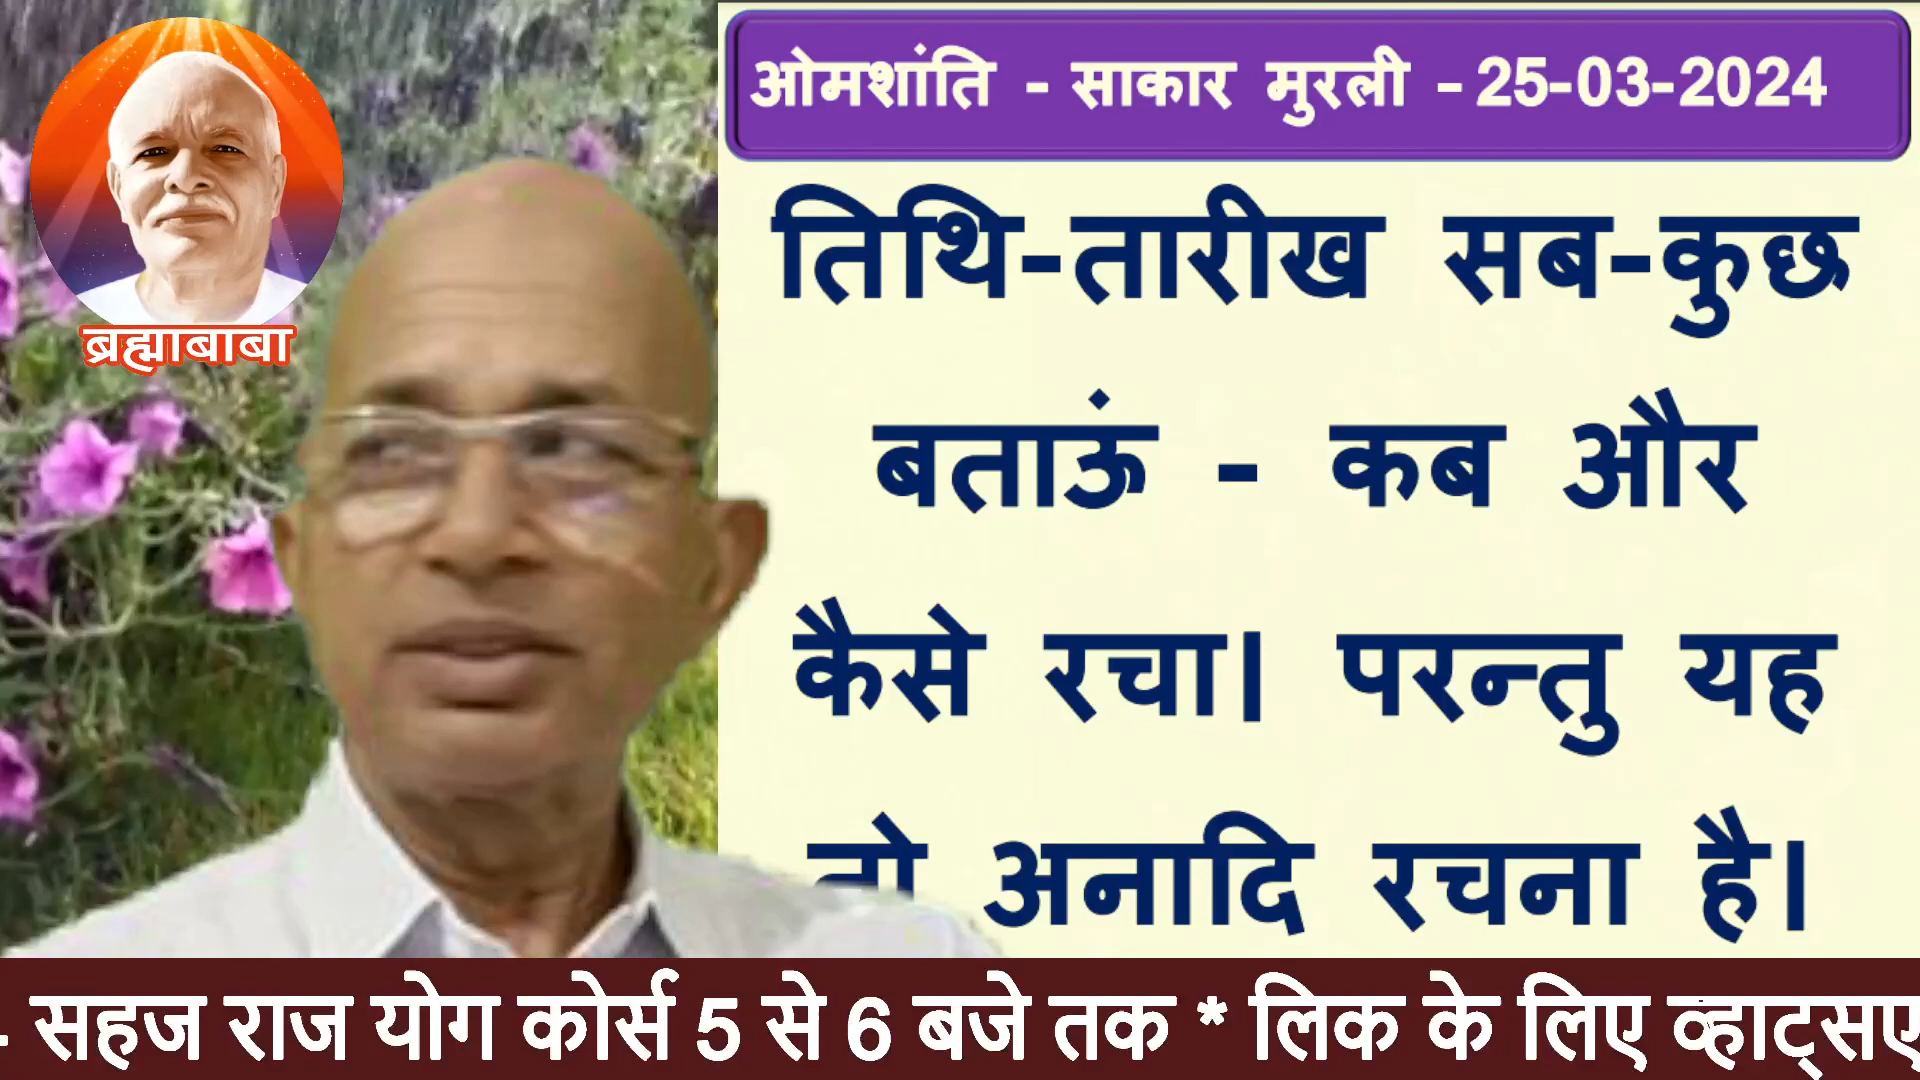 ब्रह्माबाबा
ओमशांति - साकार मुरली - 25-03-2024
तिथि-तारीख सब-कुछ
बताऊं - कब और
कैसे रचा। परन्तु यह
तो अनादि रचना है।
- सहज राज योग कोर्स 5 से 6 बजे तक * लिंक के लिए व्हाट्सए